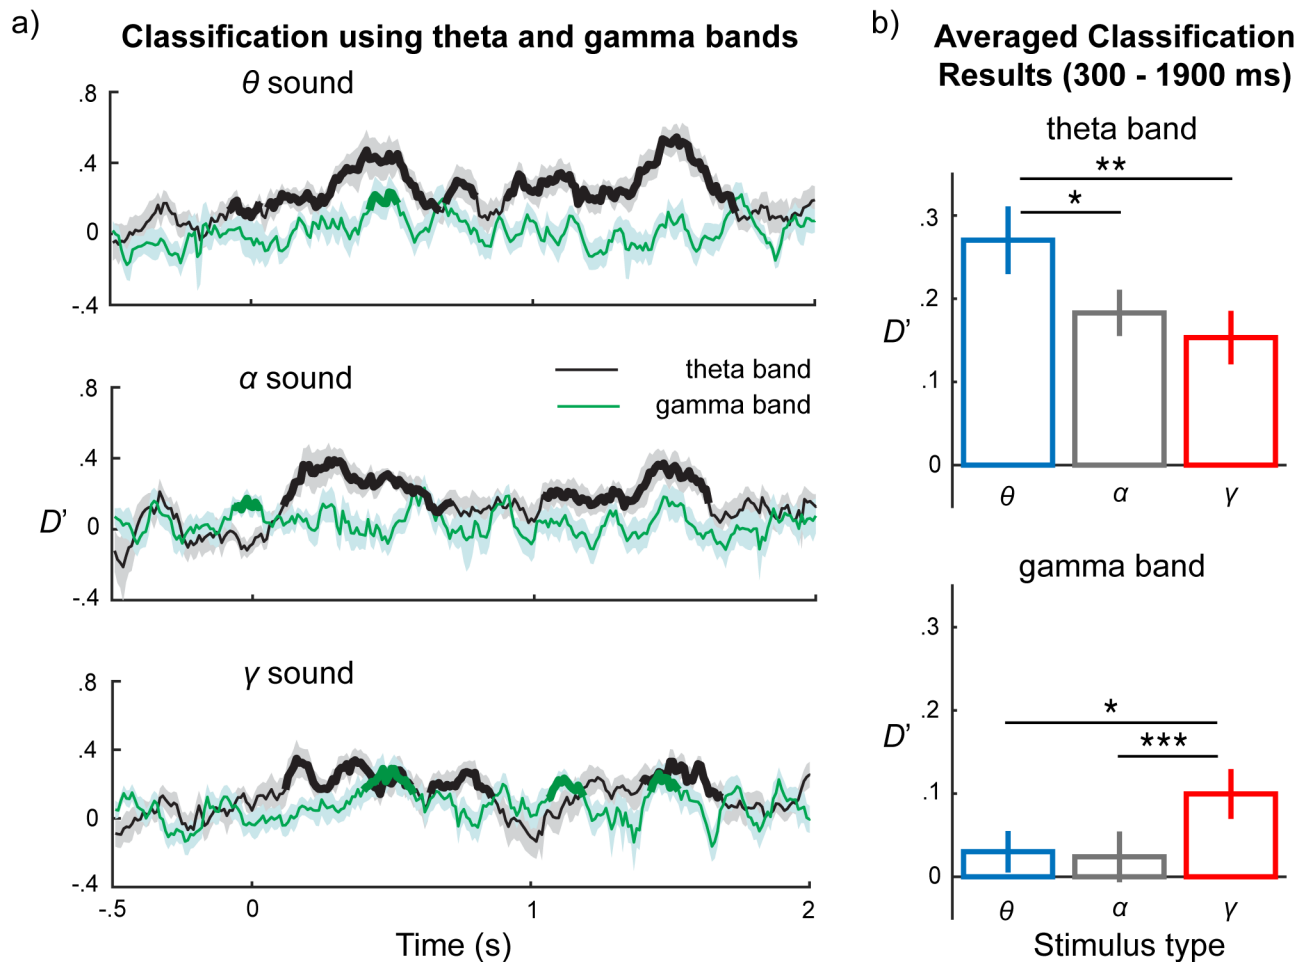 a)
Classification using theta and gamma bands
θ sound
.8
.4
0
-.4
α sound
theta band
gamma band
.8
.4
D’
0
-.4
γ sound
.8
.4
0
-.4
-.5 0 1 2
Time (s)
b)
Averaged Classification
Results (300 - 1900 ms)
theta band
**
*
.3
.2
D’
.1
0
θ α γ
gamma band
.3
*
.2
D’
***
.1
0
θ α γ
Stimulus type